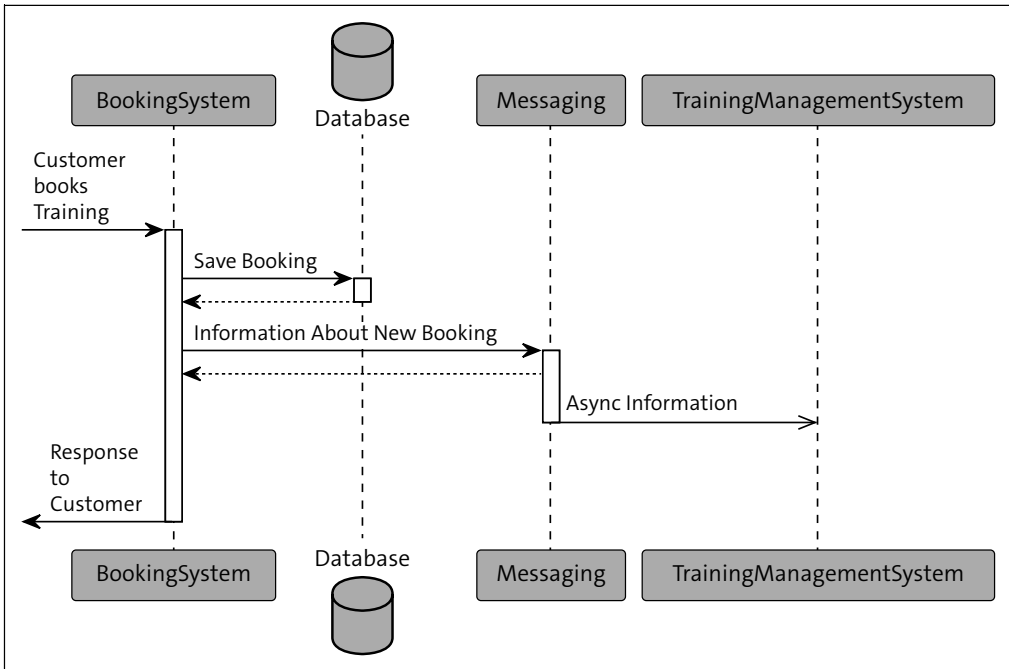 BookingSystem
Database
Messaging
TrainingManagementSystem
Customer
books
Training
Save Booking
Information About New Booking
Async Information
Response
to
Customer
BookingSystem
Database
Messaging
TrainingManagementSystem